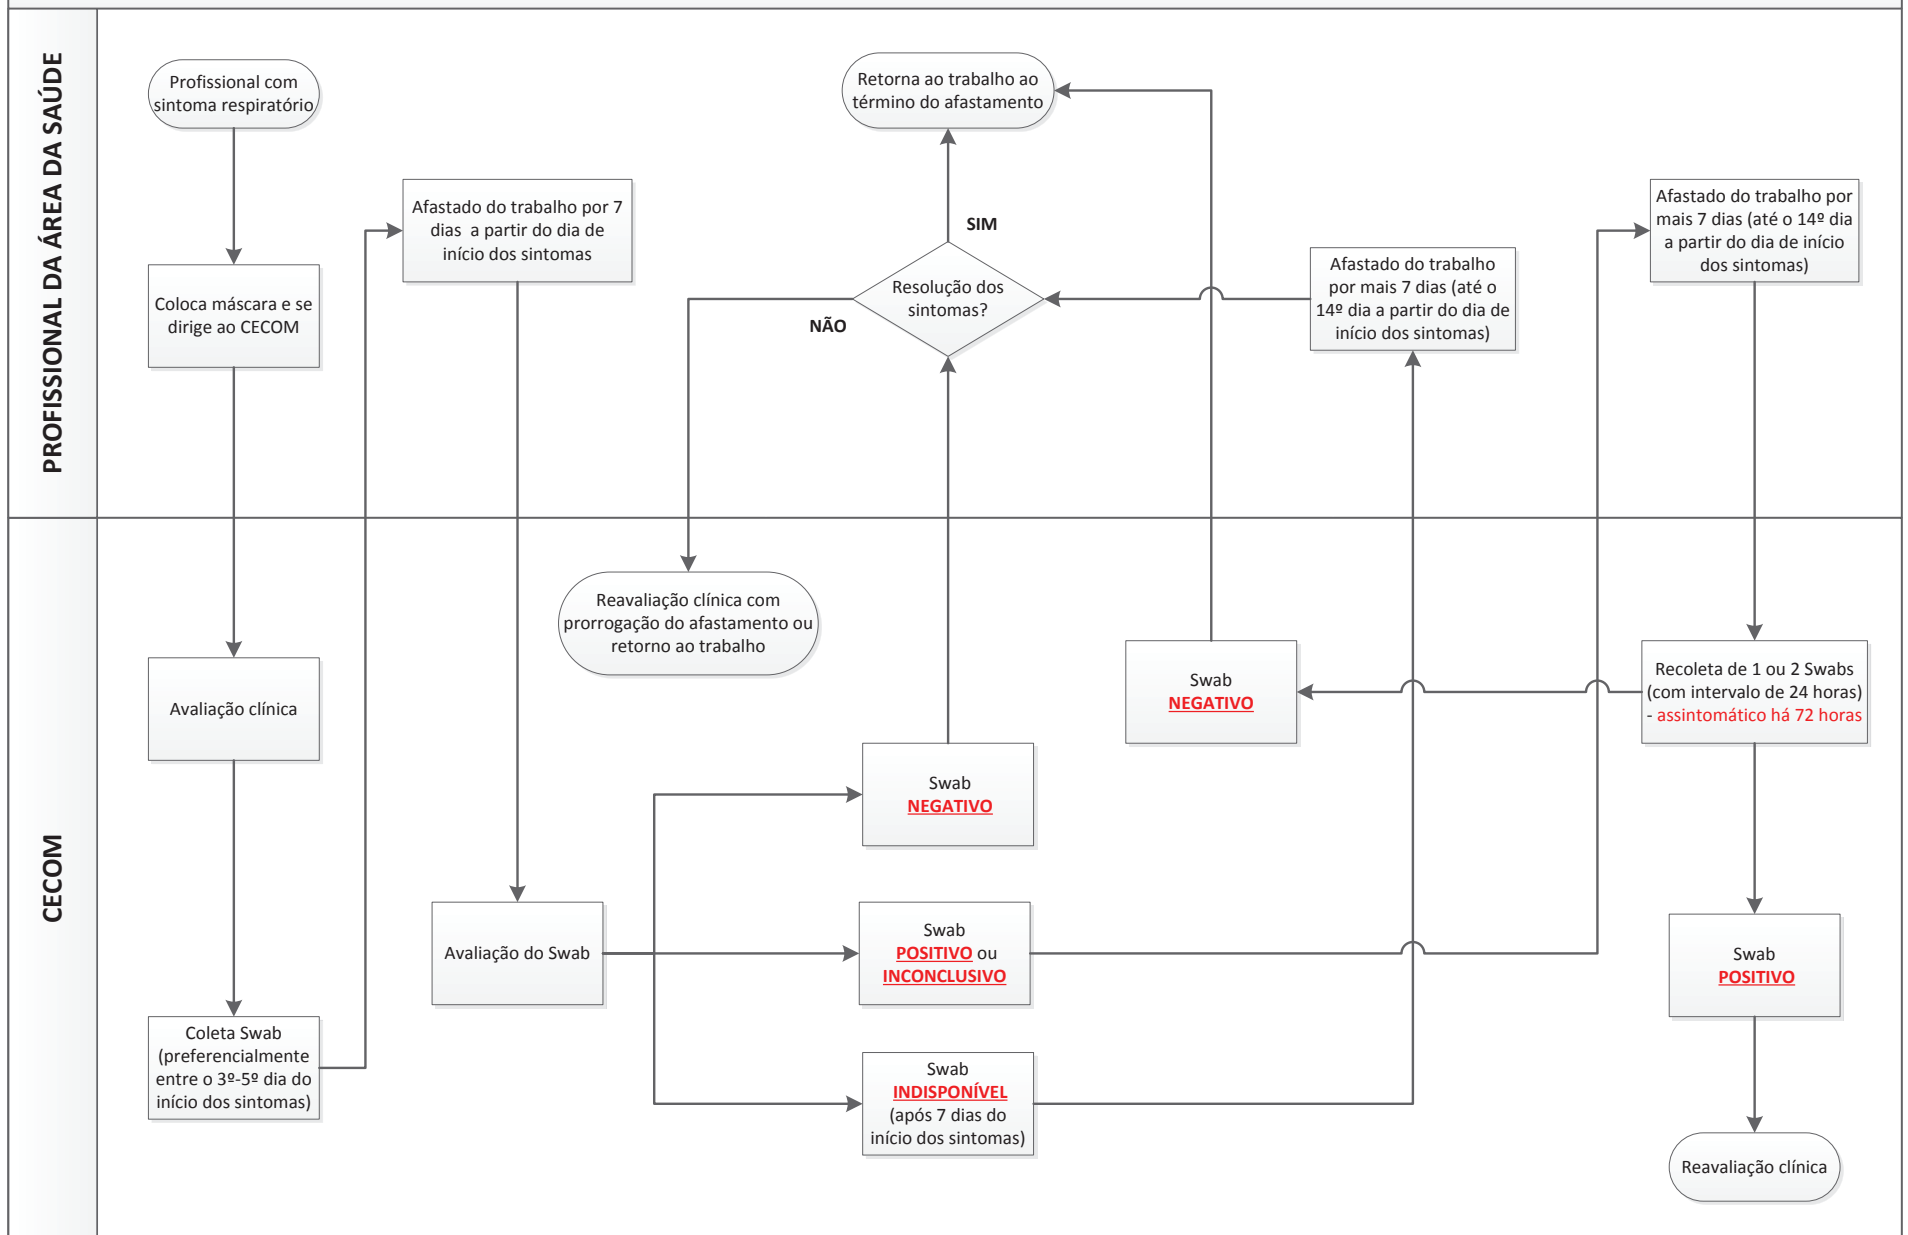 PROFISSIONAL DA ÁREA DA SAÚDE
Profissional com
sintoma respiratório
Coloca máscara e se
dirige ao CECOM
Afastado do trabalho por 7
dias  a partir do dia de
início dos sintomas
Retorna ao trabalho ao
término do afastamento
SIM
Resolução dos
sintomas?
NÃO
Afastado do trabalho
por mais 7 dias (até o
14º dia a partir do dia de
início dos sintomas)
Afastado do trabalho por
mais 7 dias (até o 14º dia
a partir do dia de início
dos sintomas)
CECOM
Avaliação clínica
Coleta Swab
(preferencialmente
entre o 3º-5º dia do
início dos sintomas)
Avaliação do Swab
Reavaliação clínica com
prorrogação do afastamento ou
retorno ao trabalho
Swab
NEGATIVO
Swab
POSITIVO ou
INCONCLUSIVO
Swab
INDISPONÍVEL
(após 7 dias do
início dos sintomas)
Swab
NEGATIVO
Recoleta de 1 ou 2 Swabs
(com intervalo de 24 horas)
- assintomático há 72 horas
Swab
POSITIVO
Reavaliação clínica